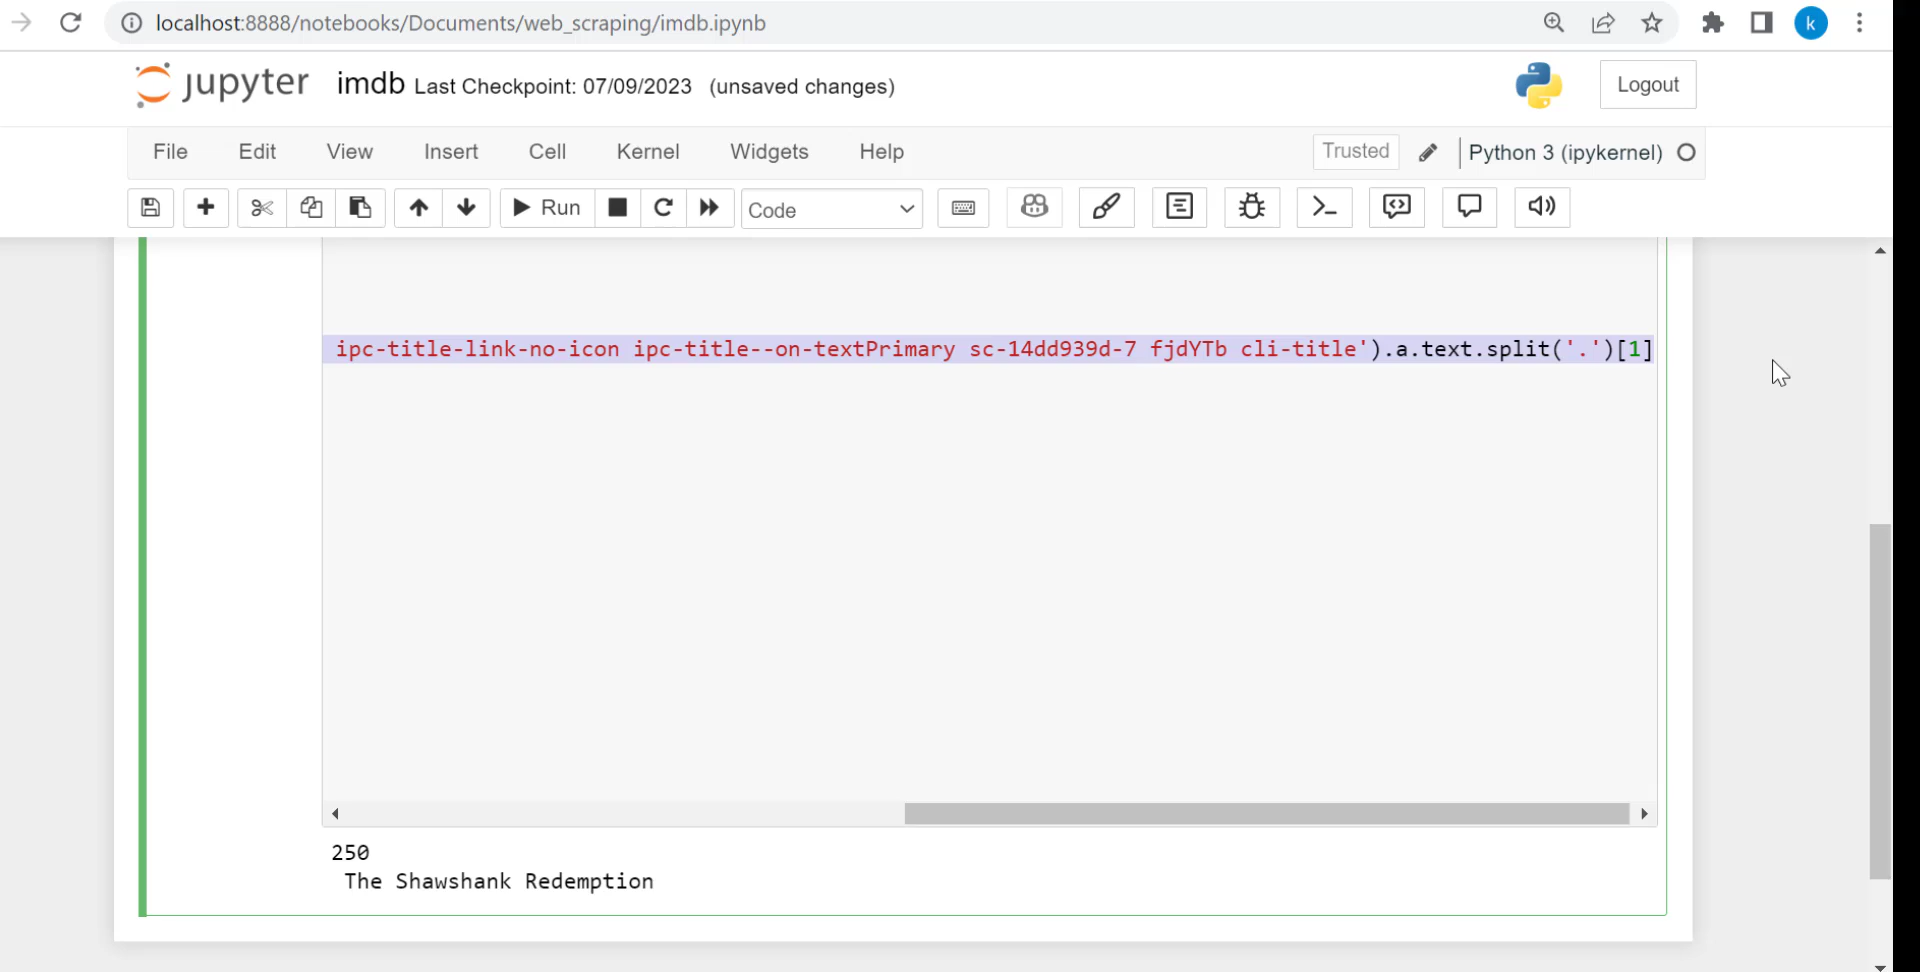 localhost:8888/notebooks/Documents/web_scraping/imdb.ipynb
k
jupyter imdb Last Checkpoint: 07/09/2023 (unsaved changes)
Logout
File Edit View Insert Cell Kernel Widgets Help
Trusted Python 3 (ipykernel)
Run Code
ipc-title-link-no-icon ipc-title--on-textPrimary sc-14dd939d-7 fjdYTb cli-title').a.text.split('.')[1]
250
The Shawshank Redemption